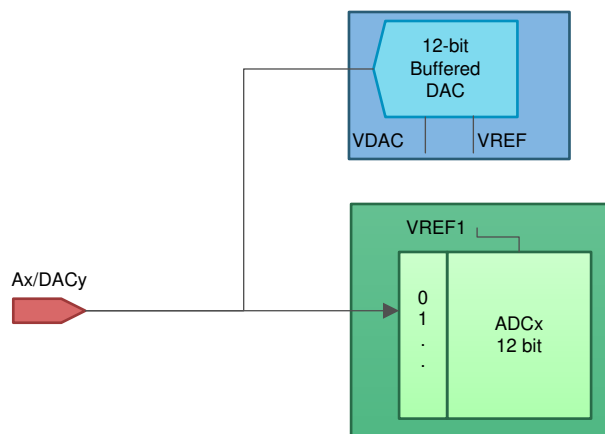 12-bit
Buffered
DAC
VDAC
VREF
VREF1
Ax/DACy
0
1
.
.
ADCx
12 bit